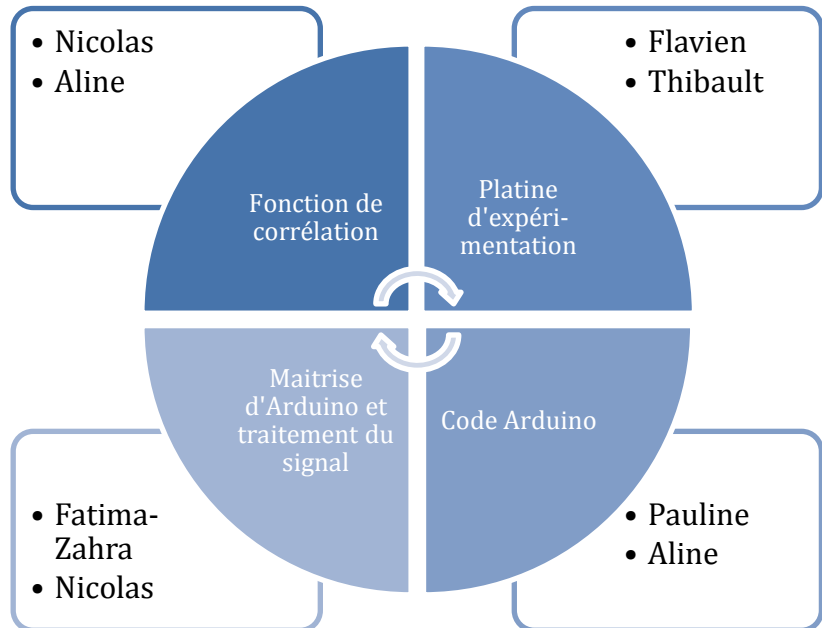 • Nicolas
• Aline
• Flavien
• Thibault
Fonction de
corrélation
Platine
d'expéri-
mentation
Maitrise
d'Arduino et
traitement du
signal
Code Arduino
• Fatima-
Zahra
• Nicolas
• Pauline
• Aline